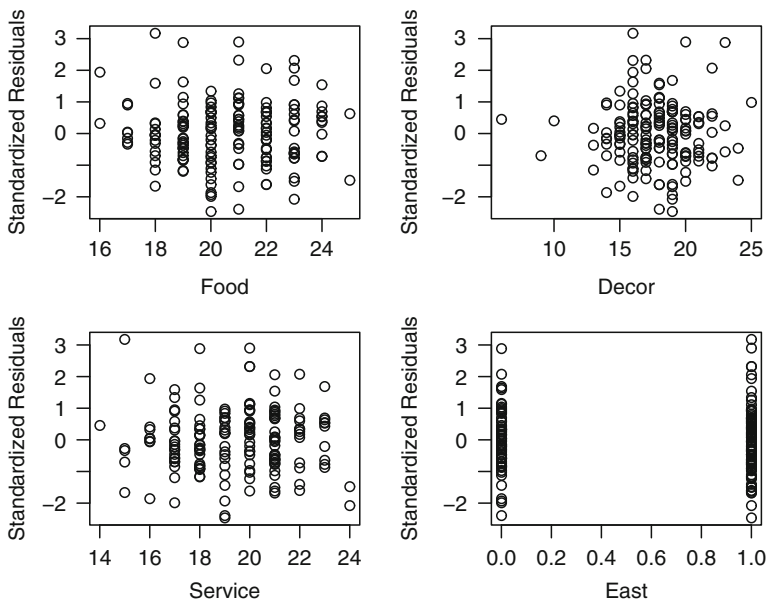 Standardized Residuals
3
2
1
0
−2
16 18 20 22 24
Food
Standardized Residuals
3
2
1
0
−2
10 15 20 25
Decor
Standardized Residuals
3
2
1
0
−2
14 16 18 20 22 24
Service
Standardized Residuals
3
2
1
0
−2
0.0 0.2 0.4 0.6 0.8 1.0
East